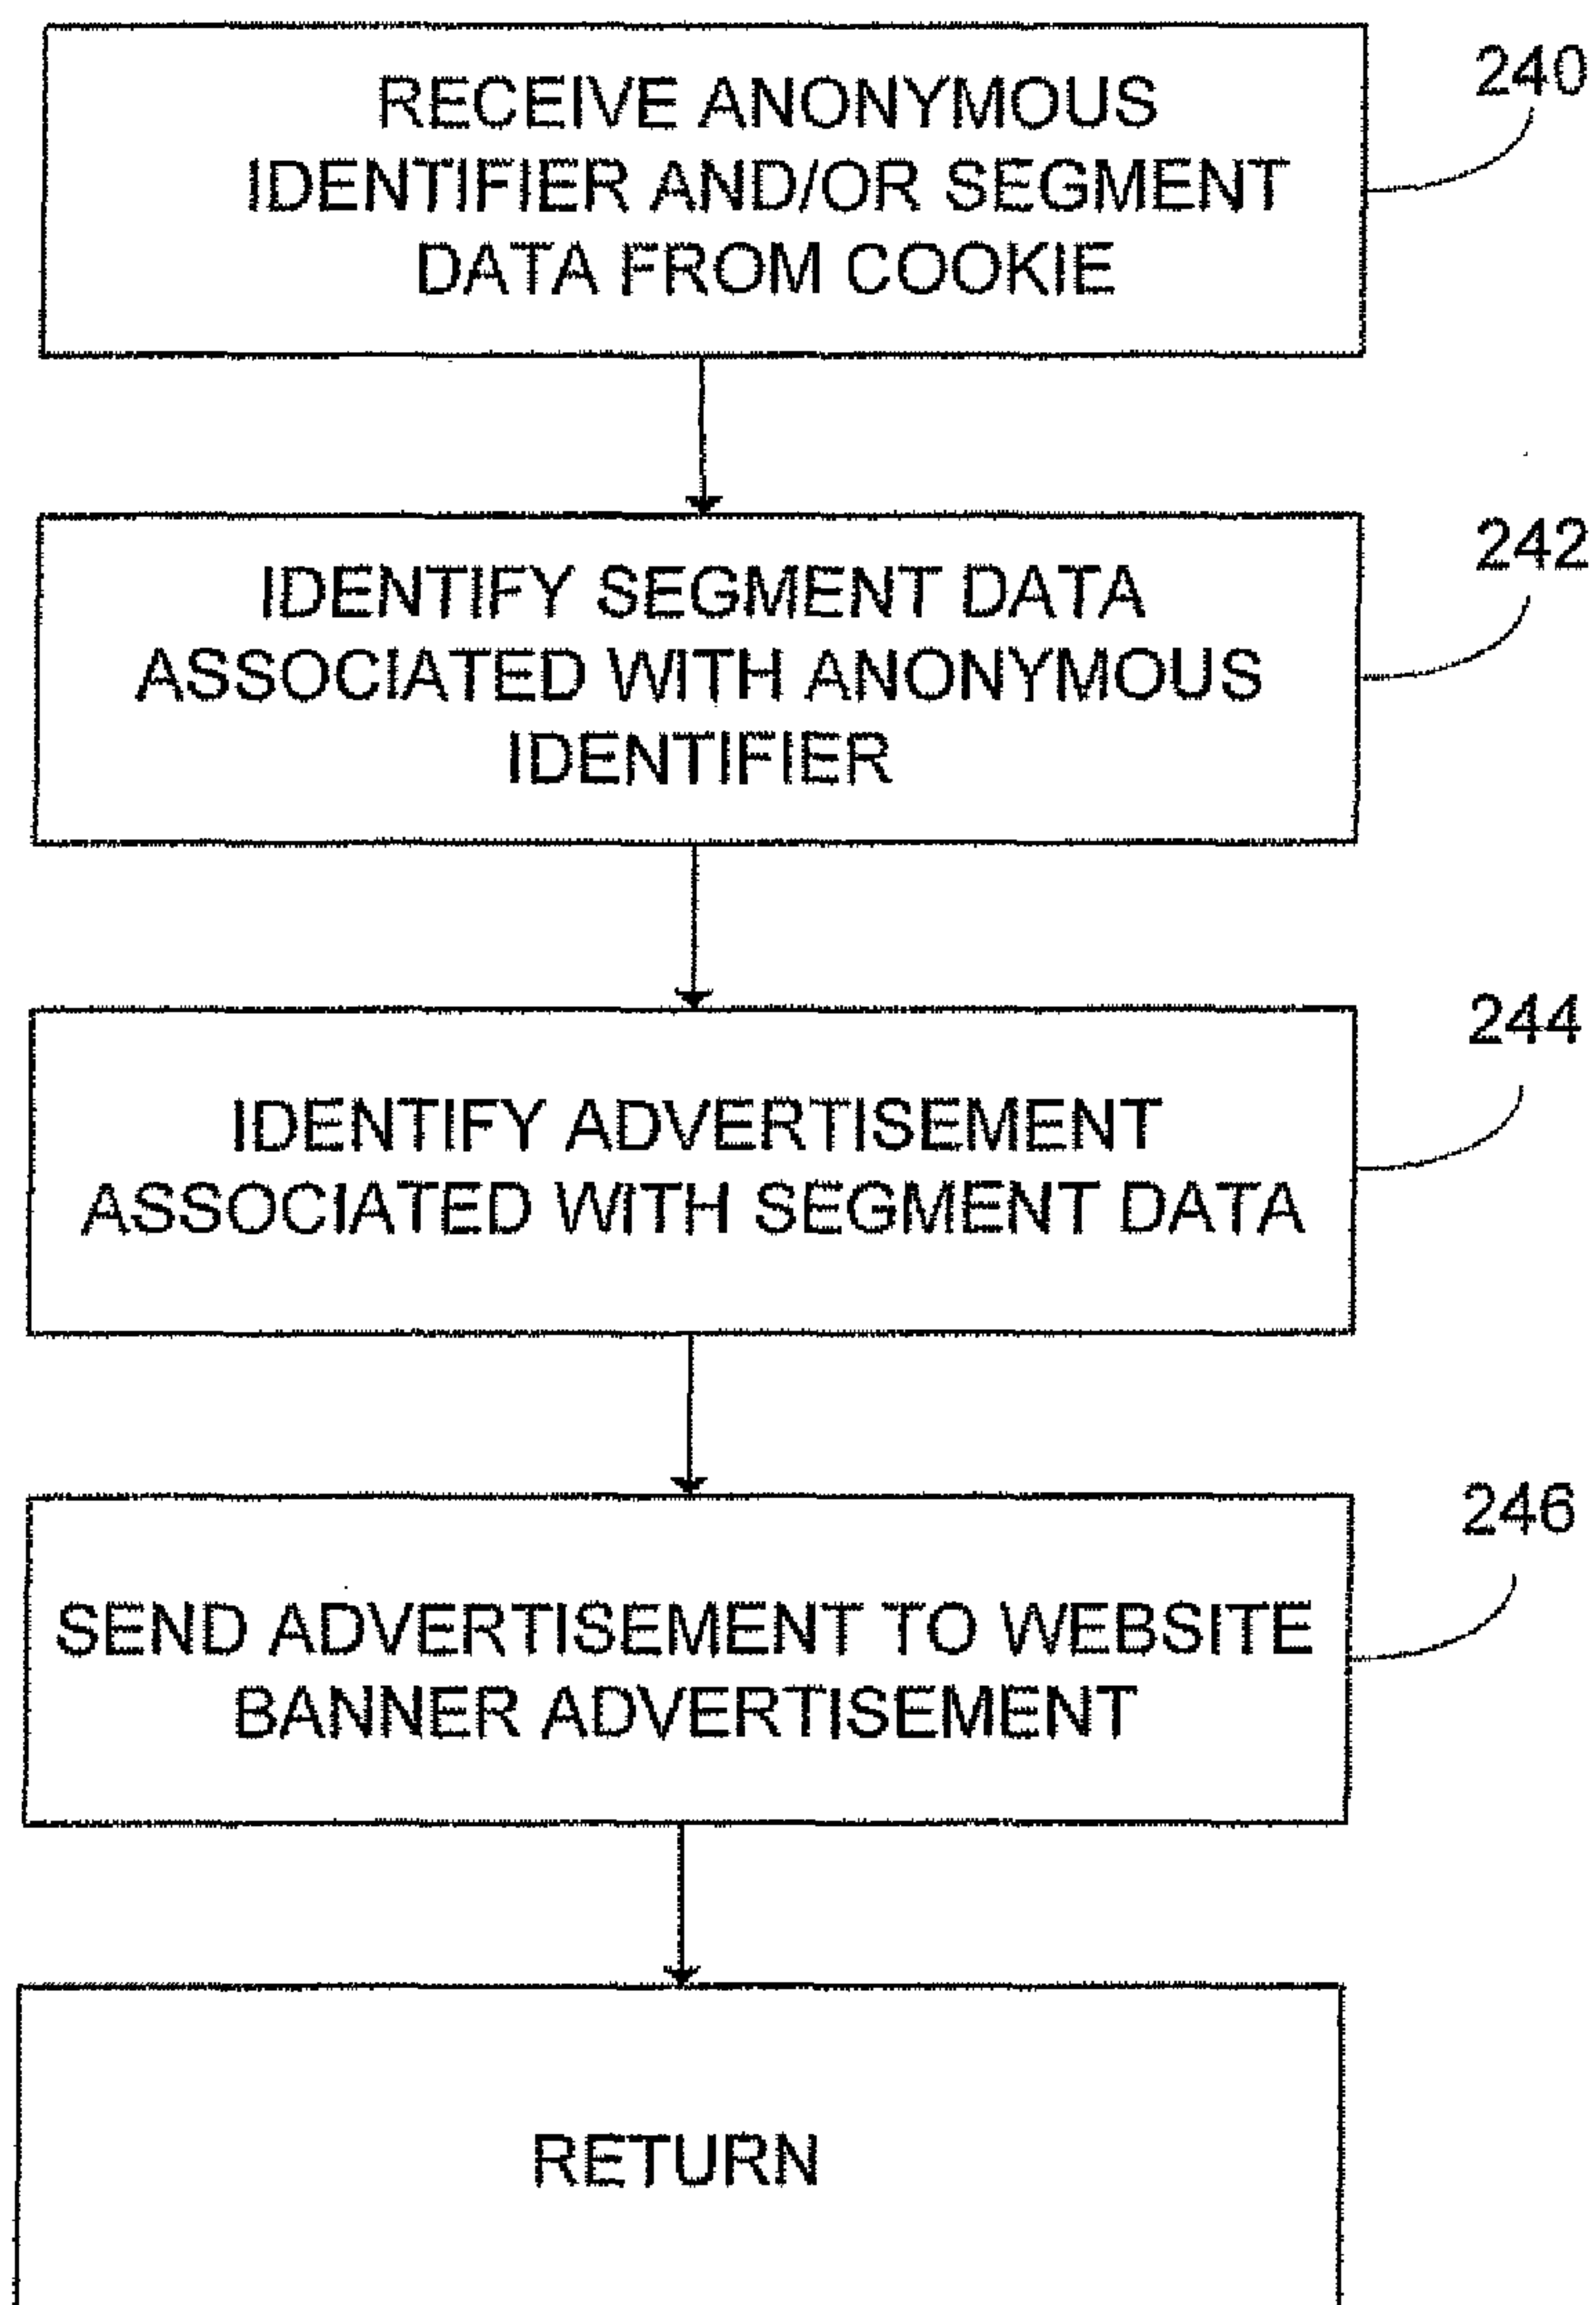 RECEIVE ANONYMOUS
IDENTIFIER AND/OR SEGMENT
DATA FROM COOKIE
240
IDENTIFY SEGMENT DATA
ASSOCIATED WITH ANONYMOUS
IDENTIFIER
242
IDENTIFY ADVERTISEMENT
ASSOCIATED WITH SEGMENT DATA
244
SEND ADVERTISEMENT TO WEBSITE
BANNER ADVERTISEMENT
246
RETURN